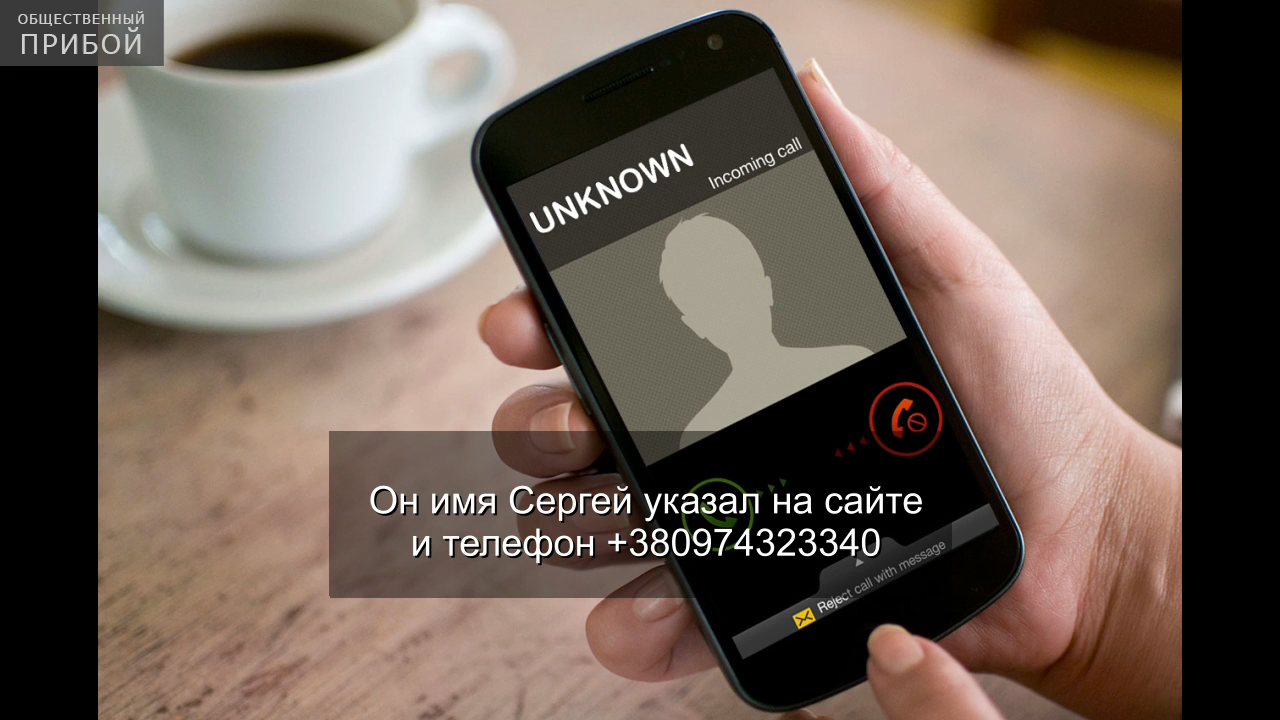 ОБЩЕСТВЕННЫЙ
ПРИБОЙ
UNKNOWN
Incoming call
Он имя Сергей указал на сайте
и телефон +380974323340
Reject call with message